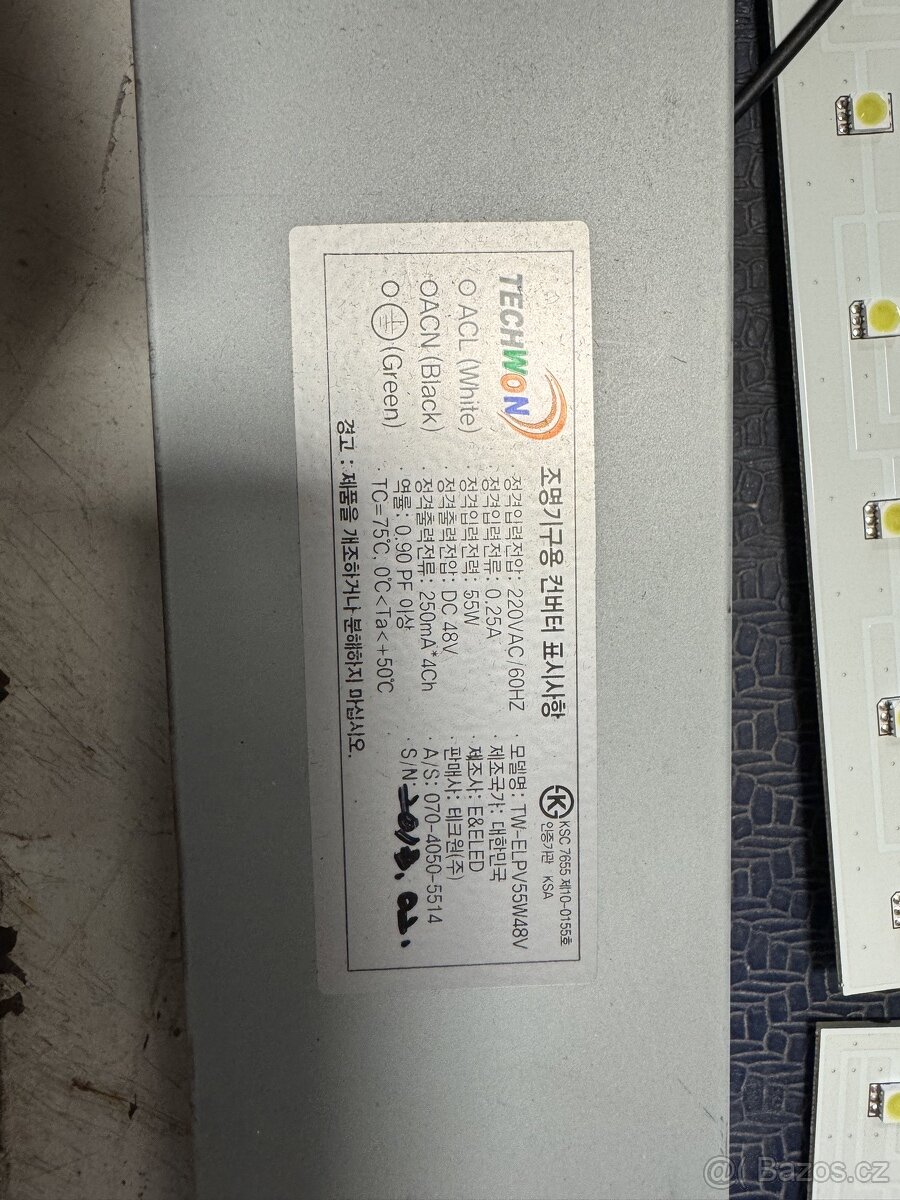 TECHWON
ACL (White)
ACN (Black)
(Green)
조명기구용 컨버터 표시사항
· 정격입력전압: 220VAC/60HZ
· 정격입력전류: 0.25A
· 정격입력전력: 55W
· 정격출력전압: DC 48V
· 정격출력전류: 250mA*4Ch
· 역률: 0.90 PF 이상
· TC=75℃, 0℃<Ta<+50℃
KSC 7655 제10-0155호
인증기관 KSA
· 모델명: TW-ELPV55W48V
· 제조국가: 대한민국
· 제조사: E&ELED
· 판매사: 테크원(주)
· A/S: 070-4050-5514
· S/N:
경고 : 제품을 개조하거나 분해하지 마십시오.
Bazos.cz